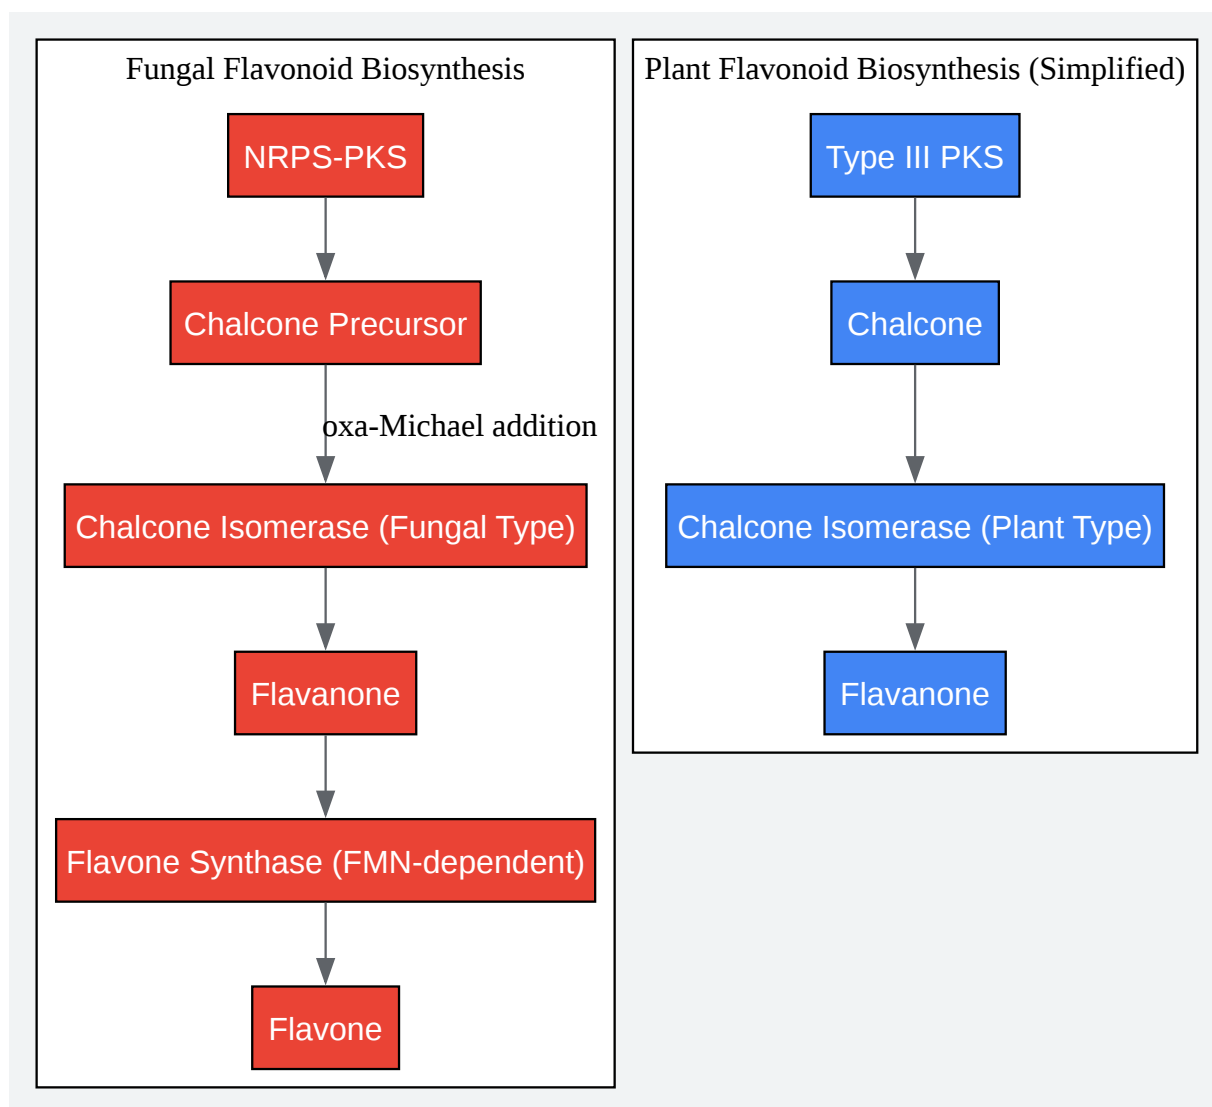 Fungal Flavonoid Biosynthesis
NRPS-PKS
Chalcone Precursor
oxa-Michael addition
Chalcone Isomerase (Fungal Type)
Flavanone
Flavone Synthase (FMN-dependent)
Flavone
Plant Flavonoid Biosynthesis (Simplified)
Type III PKS
Chalcone
Chalcone Isomerase (Plant Type)
Flavanone